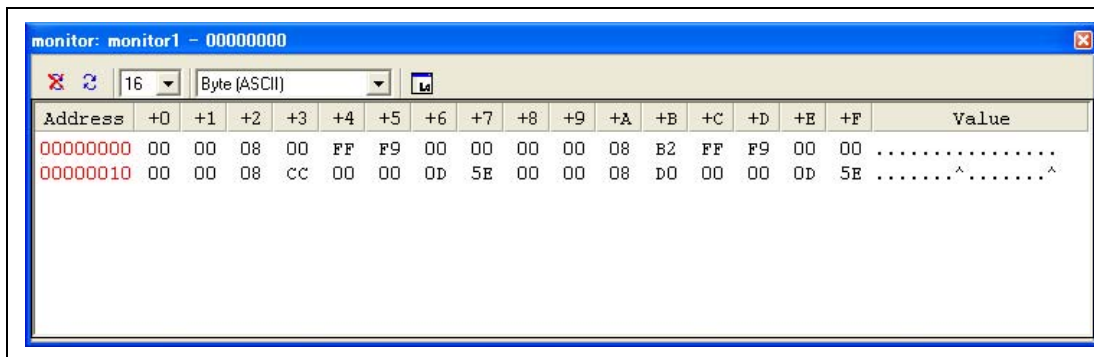 monitor: monitor1 - 00000000
16 Byte (ASCII)
Address +0 +1 +2 +3 +4 +5 +6 +7 +8 +9 +A +B +C +D +E +F Value
00000000 00 00 08 00 FF F9 00 00 00 00 08 B2 FF F9 00 00 ................
00000010 00 00 08 CC 00 00 0D 5E 00 00 08 D0 00 00 0D 5E .......^.......^